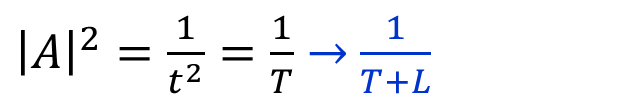 |A|² = 1/t² = 1/T → 1/(T+L)